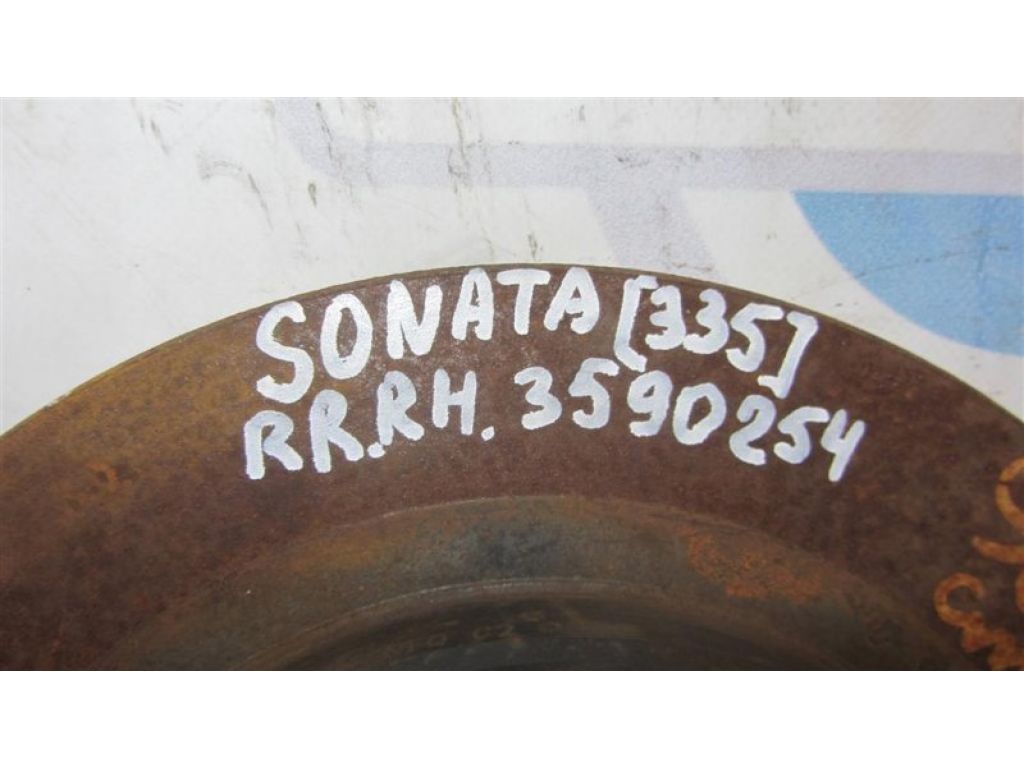 SONATA [335]
RR.RH. 3590254